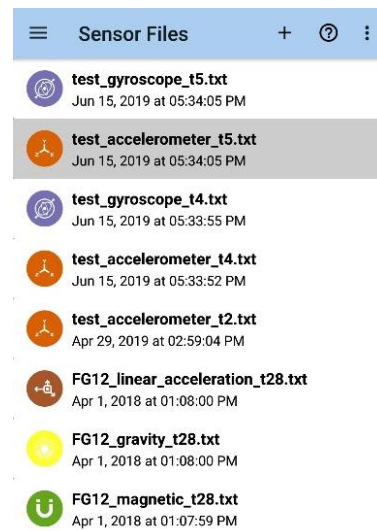 Sensor Files
test_gyroscope_t5.txt
Jun 15, 2019 at 05:34:05 PM
test_accelerometer_t5.txt
Jun 15, 2019 at 05:34:05 PM
test_gyroscope_t4.txt
Jun 15, 2019 at 05:33:55 PM
test_accelerometer_t4.txt
Jun 15, 2019 at 05:33:52 PM
test_accelerometer_t2.txt
Apr 29, 2019 at 02:59:04 PM
FG12_linear_acceleration_t28.txt
Apr 1, 2018 at 01:08:00 PM
FG12_gravity_t28.txt
Apr 1, 2018 at 01:08:00 PM
FG12_magnetic_t28.txt
Apr 1, 2018 at 01:07:59 PM